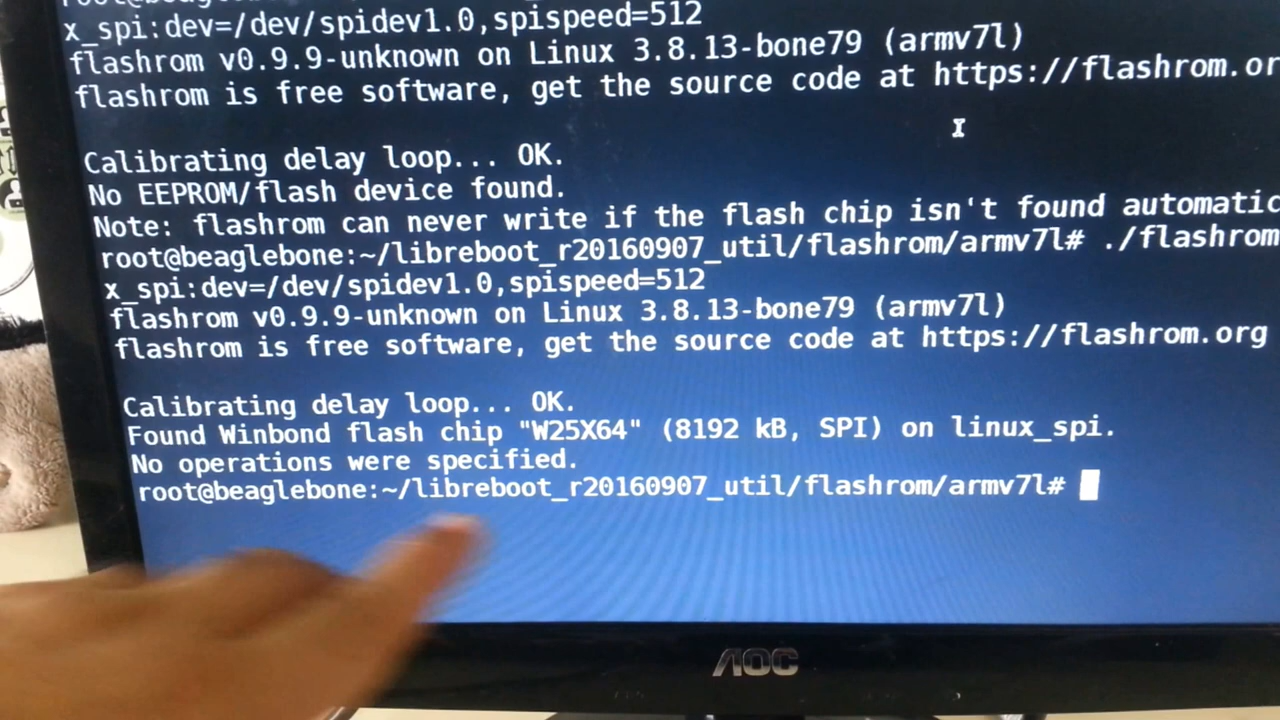 x_spi:dev=/dev/spidev1.0,spispeed=512
flashrom v0.9.9-unknown on Linux 3.8.13-bone79 (armv7l)
flashrom is free software, get the source code at https://flashrom.or
Calibrating delay loop... OK.
No EEPROM/flash device found.
Note: flashrom can never write if the flash chip isn't found automatic
root@beaglebone:~/libreboot_r20160907_util/flashrom/armv7l# ./flashrom
x_spi:dev=/dev/spidev1.0,spispeed=512
flashrom v0.9.9-unknown on Linux 3.8.13-bone79 (armv7l)
flashrom is free software, get the source code at https://flashrom.org
Calibrating delay loop... OK.
Found Winbond flash chip "W25X64" (8192 kB, SPI) on linux_spi.
No operations were specified.
root@beaglebone:~/libreboot_r20160907_util/flashrom/armv7l#
AOC